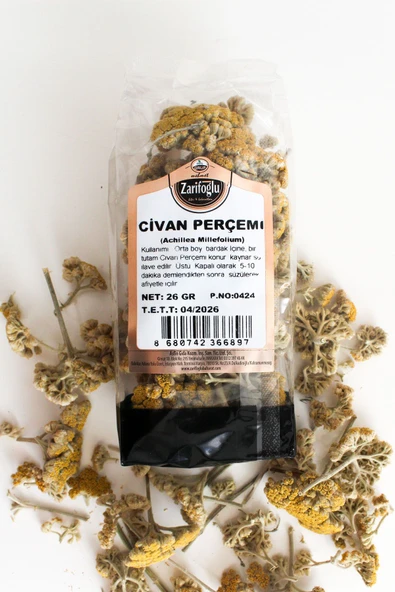 mehmet
Zarifoğlu
CİVAN PERÇEMİ
(Achillea Millefolium)
Kullanımı: Orta boy bardak içine, bir
tutam Civan Perçemi konur kaynar su
ilave edilir. Üstü Kapalı olarak 5-10
dakika demlendikten sonra süzülerek
afiyetle içilir.
NET: 26 GR P.NO:0424
T.E.T.T: 04/2026
8 680742 366897